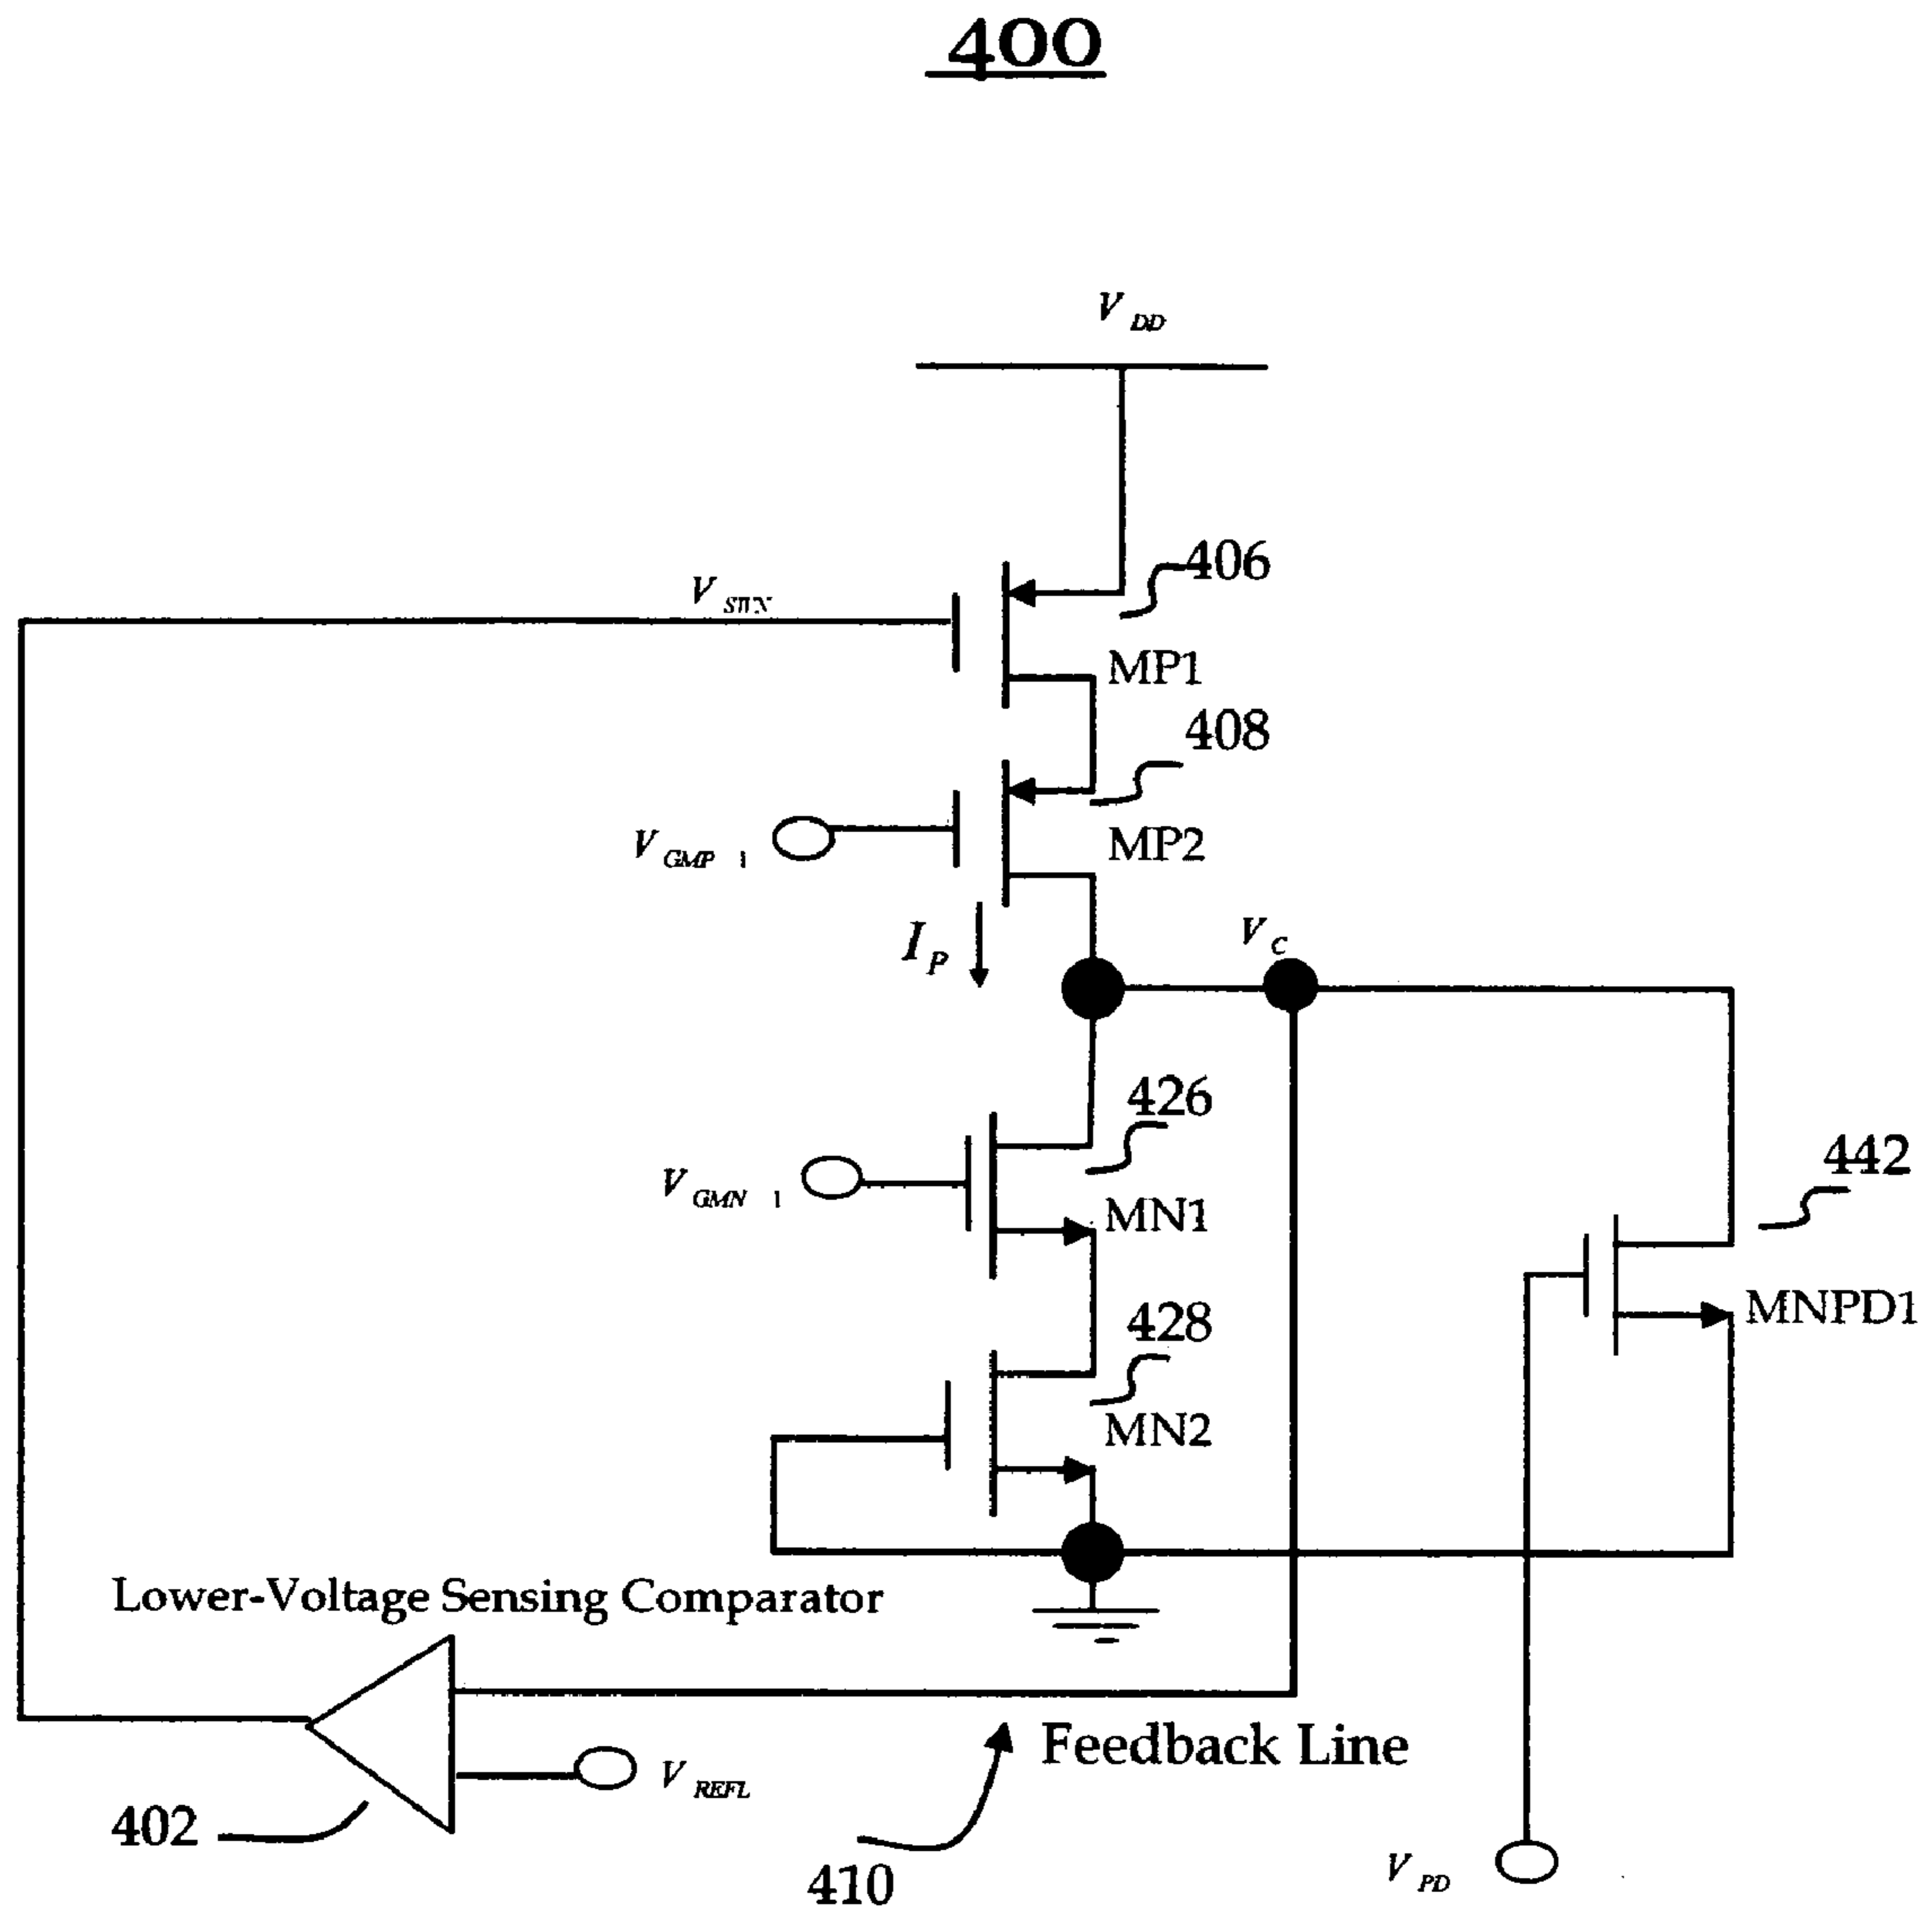 400
V DD
406
V SWN
MP1
408
V GMP 1
MP2
I P
V C
426
V GMN 1
MN1
442
MNPD1
428
MN2
Lower-Voltage Sensing Comparator
Feedback Line
V REFL
402
410
V PD